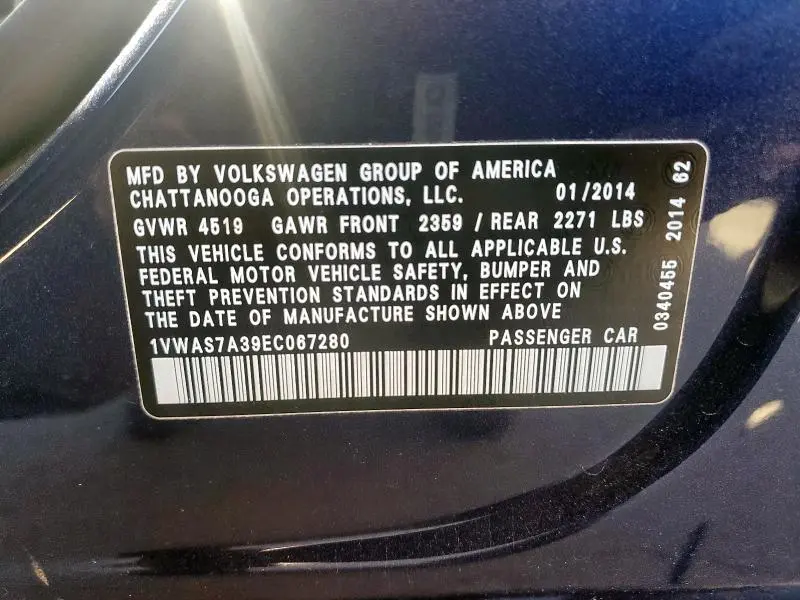 MFD BY VOLKSWAGEN GROUP OF AMERICA
CHATTANOOGA OPERATIONS, LLC. 01/2014
GVWR 4519 GAWR FRONT 2359 / REAR 2271 LBS
THIS VEHICLE CONFORMS TO ALL APPLICABLE U.S.
FEDERAL MOTOR VEHICLE SAFETY, BUMPER AND
THEFT PREVENTION STANDARDS IN EFFECT ON
THE DATE OF MANUFACTURE SHOWN ABOVE
1VWAS7A39EC067280 PASSENGER CAR
0340455 2014 62